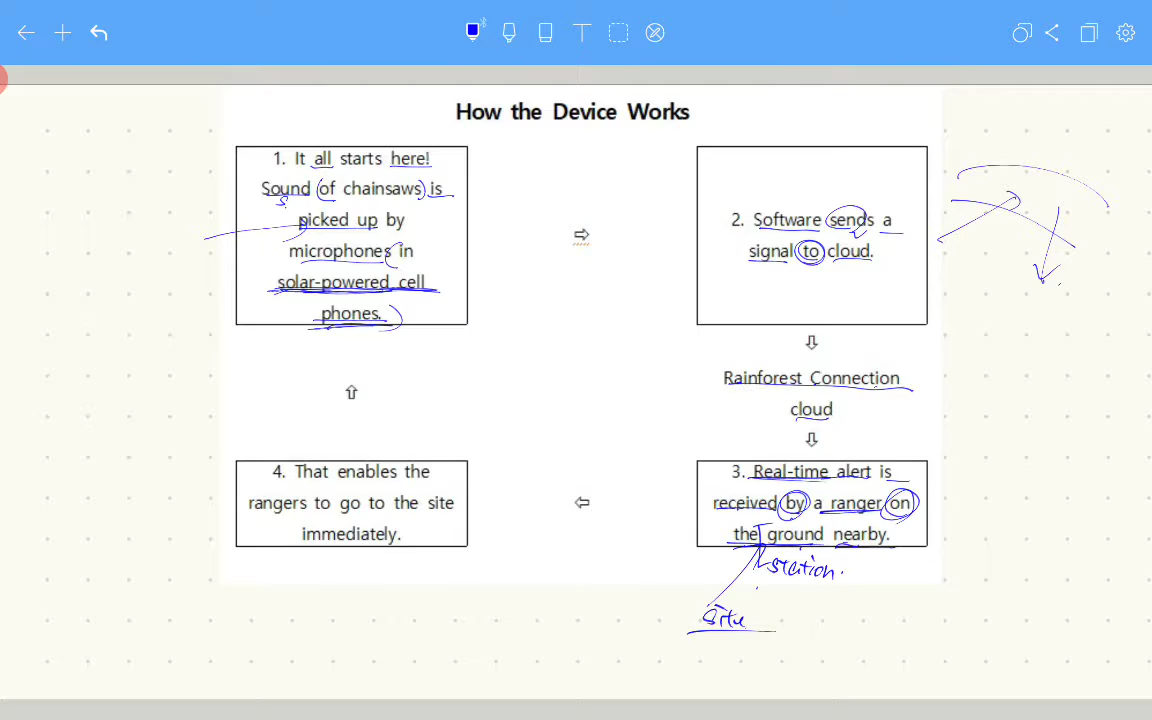 How the Device Works
1. It all starts here!
Sound of chainsaws is
picked up by
microphones in
solar-powered cell
phones.
2. Software sends a
signal to cloud.
Rainforest Connection
cloud
3. Real-time alert is
received by a ranger on
the ground nearby.
station.
site
4. That enables the
rangers to go to the site
immediately.